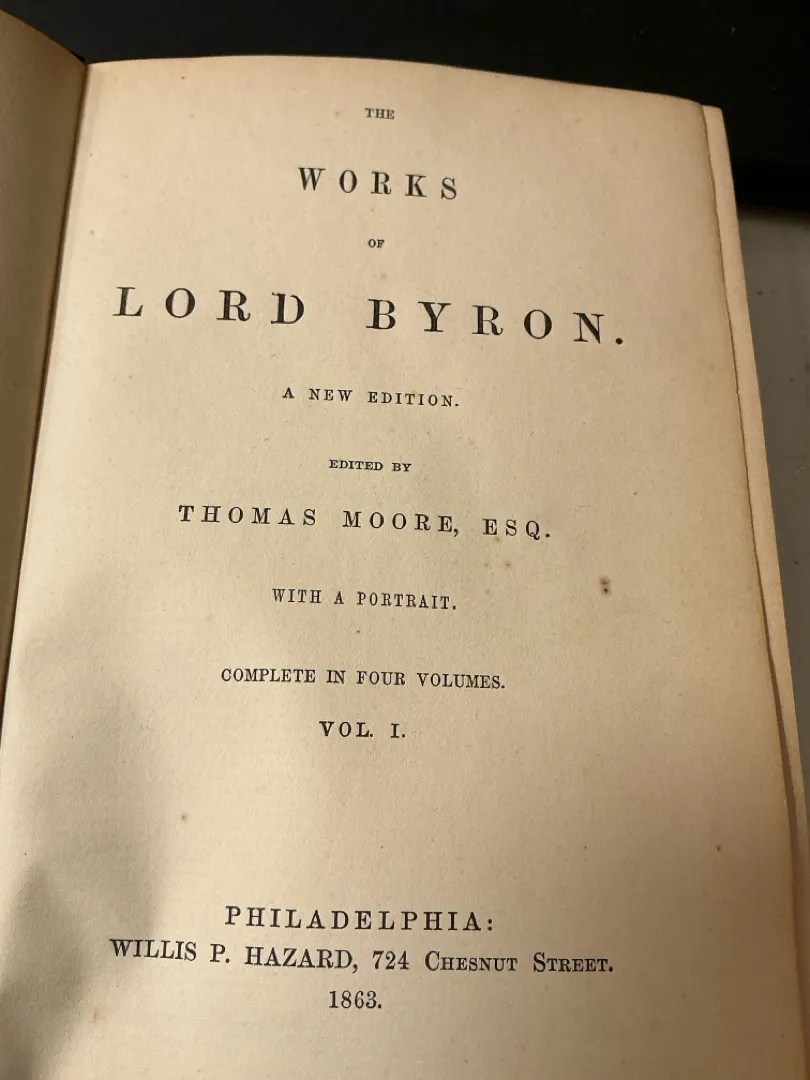 THE
WORKS
OF
LORD BYRON.
A NEW EDITION.
EDITED BY
THOMAS MOORE, ESQ.
WITH A PORTRAIT.
COMPLETE IN FOUR VOLUMES.
VOL. I.
PHILADELPHIA:
WILLIS P. HAZARD, 724 CHESNUT STREET.
1863.